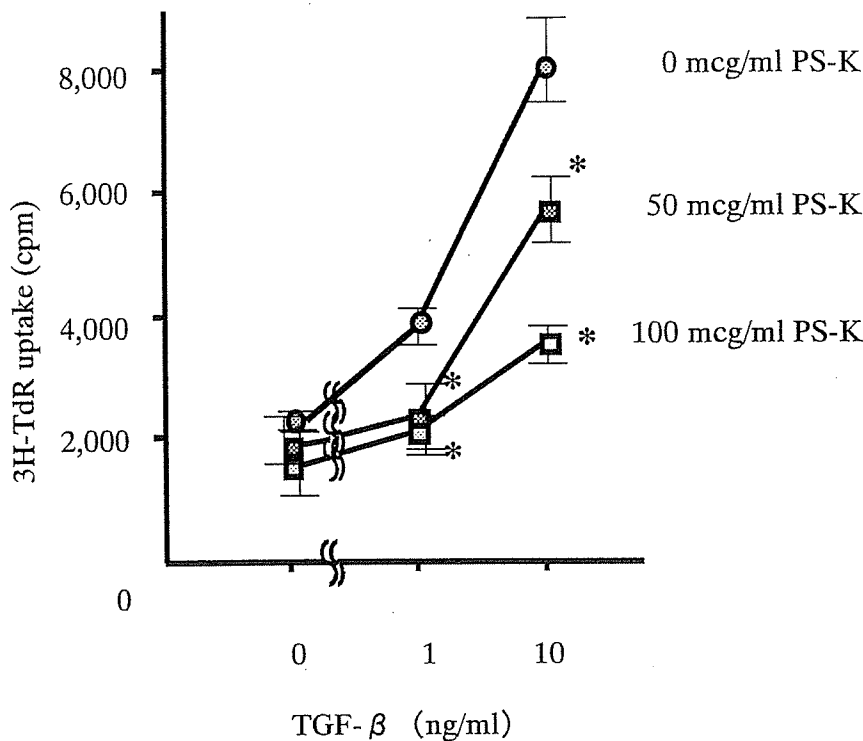 8,000
6,000
4,000
2,000
0
3H-TdR uptake (cpm)
0 mcg/ml PS-K
*
50 mcg/ml PS-K
*
100 mcg/ml PS-K
*
*
0 1 10
TGF-β (ng/ml)